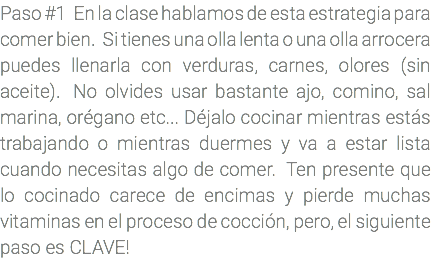 Paso #1 En la clase hablamos de esta estrategia para
comer bien. Si tienes una olla lenta o una olla arrocera
puedes llenarla con verduras, carnes, olores (sin
aceite). No olvides usar bastante ajo, comino, sal
marina, orégano etc... Déjalo cocinar mientras estás
trabajando o mientras duermes y va a estar lista
cuando necesitas algo de comer. Ten presente que
lo cocinado carece de encimas y pierde muchas
vitaminas en el proceso de cocción, pero, el siguiente
paso es CLAVE!